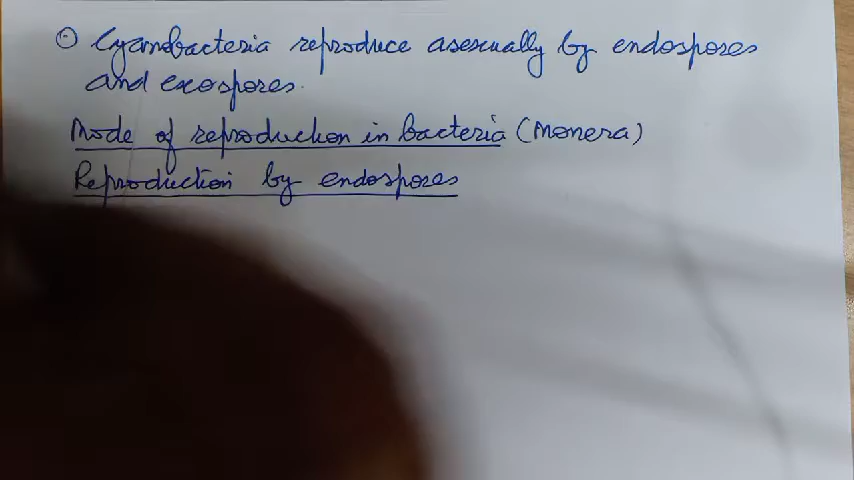 ⊙ Cyanobacteria reproduce asexually by endospores
and exospores.
Mode of reproduction in bacteria (Monera)
Reproduction by endospores